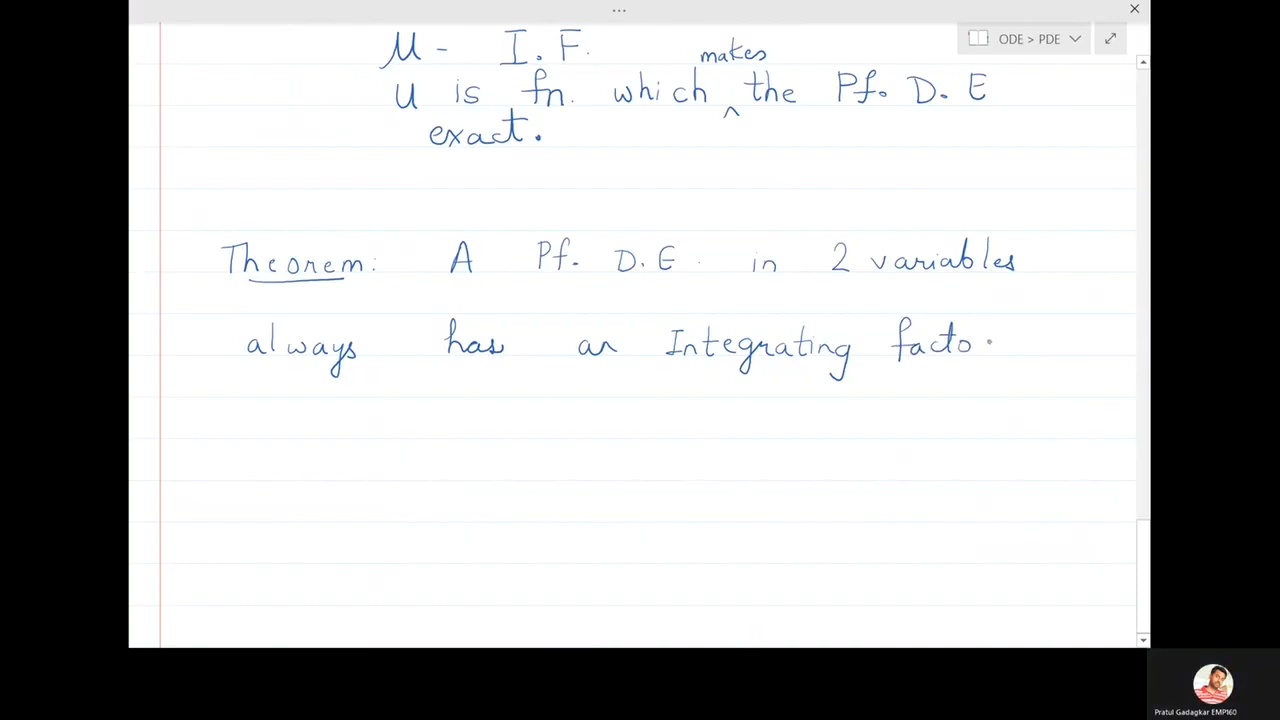 ODE > PDE
μ - I.F.
makes
u is fn. which ^ the Pf. D. E
exact.
Theorem: A Pf. D.E. in 2 variables
always has an Integrating facto
Pratul Gadagkar EMP160